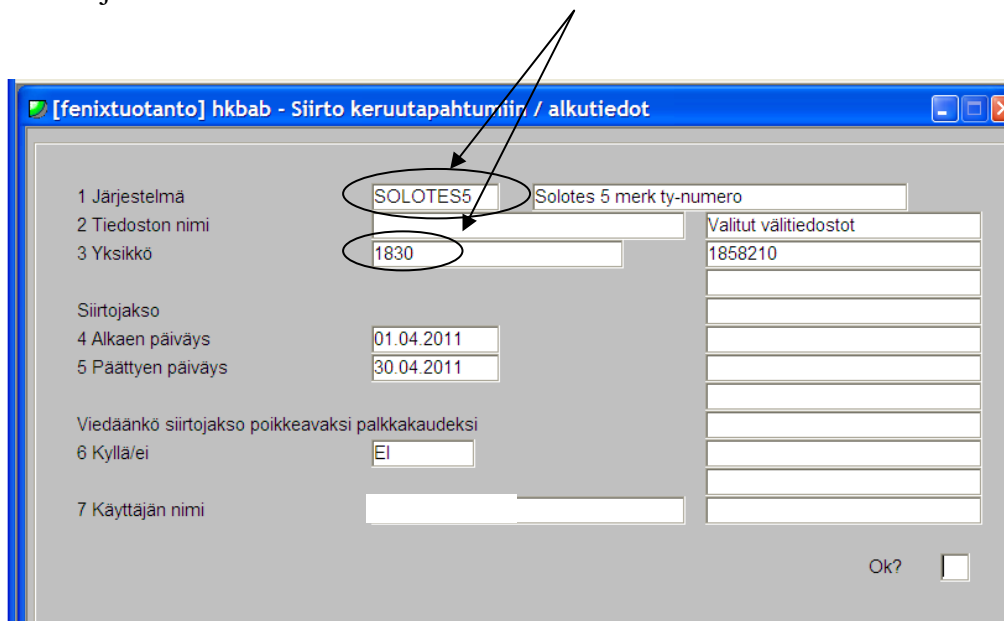 [fenixtuotanto] hkbab - Siirto keruutapahtumiin / alkutiedot
1 Järjestelmä SOLOTES5 Solotes 5 merk ty-numero
2 Tiedoston nimi Valitut välitiedostot
3 Yksikkö 1830 1858210
Siirtojakso
4 Alkaen päiväys 01.04.2011
5 Päättyen päiväys 30.04.2011
Viedäänkö siirtojakso poikkeavaksi palkkakaudeksi
6 Kyllä/ei EI
7 Käyttäjän nimi
Ok?